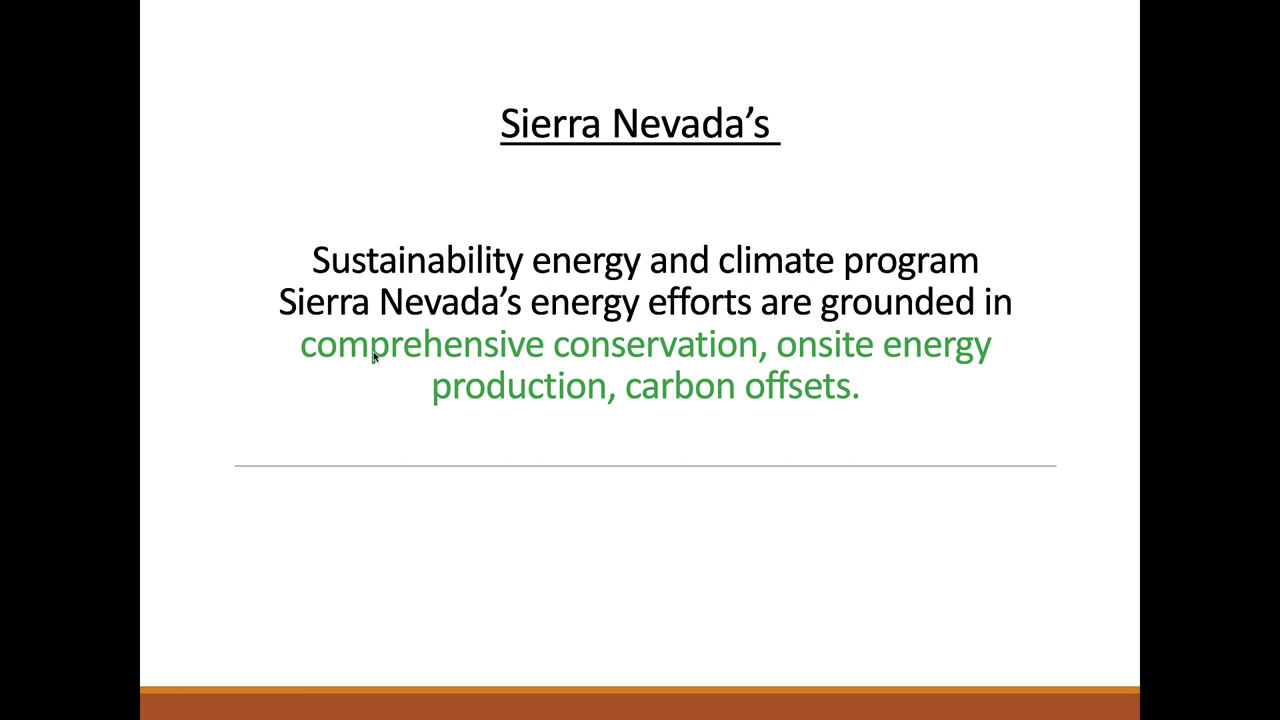 Sierra Nevada’s
Sustainability energy and climate program
Sierra Nevada’s energy efforts are grounded in
comprehensive conservation, onsite energy
production, carbon offsets.